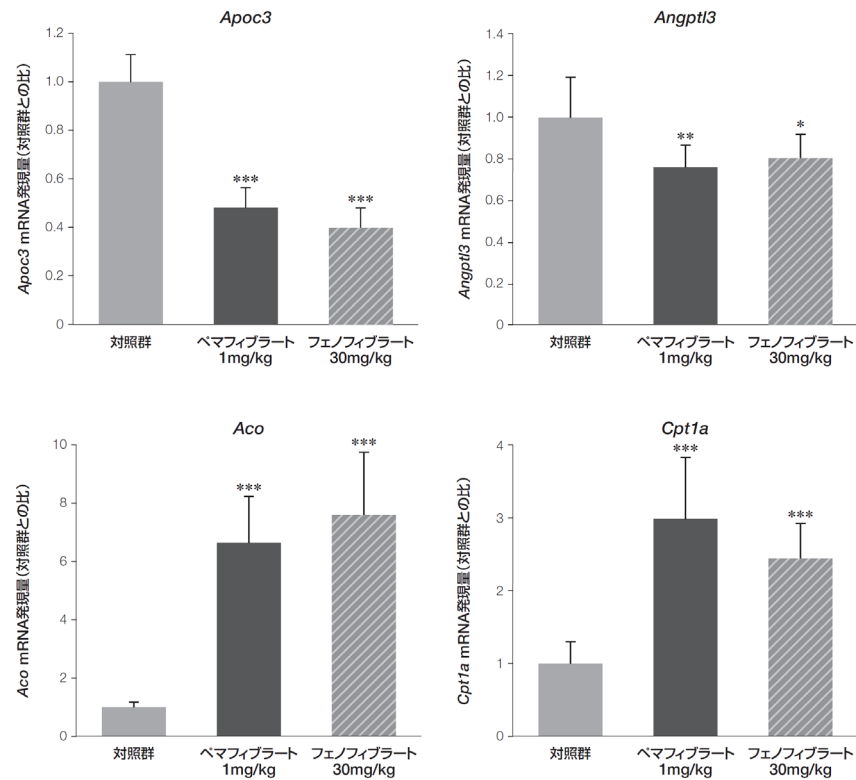 Apoc3
Apoc3 mRNA発現量(対照群との比)
1.2
1.0
0.8
0.6
0.4
0.2
0
***
***
対照群
ペマフィブラート
1mg/kg
フェノフィブラート
30mg/kg
Angptl3
Angptl3 mRNA発現量(対照群との比)
1.4
1.2
1.0
0.8
0.6
0.4
0.2
0
**
*
対照群
ペマフィブラート
1mg/kg
フェノフィブラート
30mg/kg
Aco
Aco mRNA発現量(対照群との比)
10
8
6
4
2
0
***
***
対照群
ペマフィブラート
1mg/kg
フェノフィブラート
30mg/kg
Cpt1a
Cpt1a mRNA発現量(対照群との比)
4
3
2
1
0
***
***
対照群
ペマフィブラート
1mg/kg
フェノフィブラート
30mg/kg